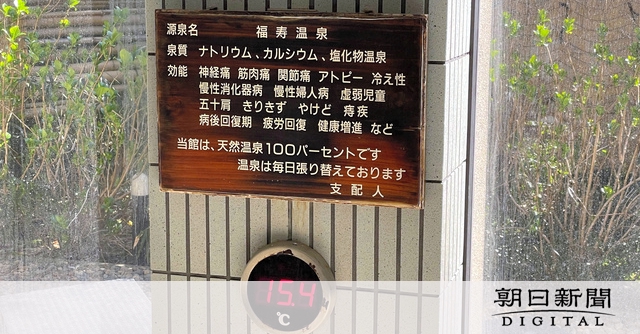 源泉名 福寿温泉
泉質 ナトリウム、カルシウム、塩化物温泉
効能 神経痛 筋肉痛 関節痛 アトピー 冷え性
慢性消化器病 慢性婦人病 虚弱児童
五十肩 きりきず やけど 痔疾
病後回復期 疲労回復 健康増進 など
当館は、天然温泉100パーセントです
温泉は毎日張り替えております
支配人
15.4
℃
朝日新聞
DIGITAL